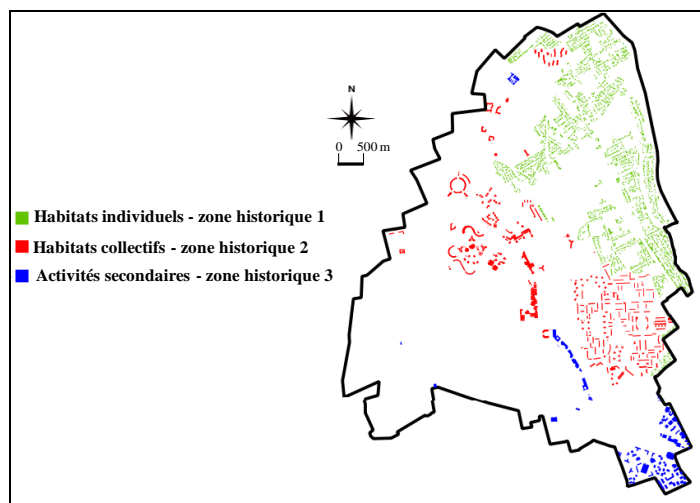 N
0 500 m
Habitats individuels - zone historique 1
Habitats collectifs - zone historique 2
Activités secondaires - zone historique 3